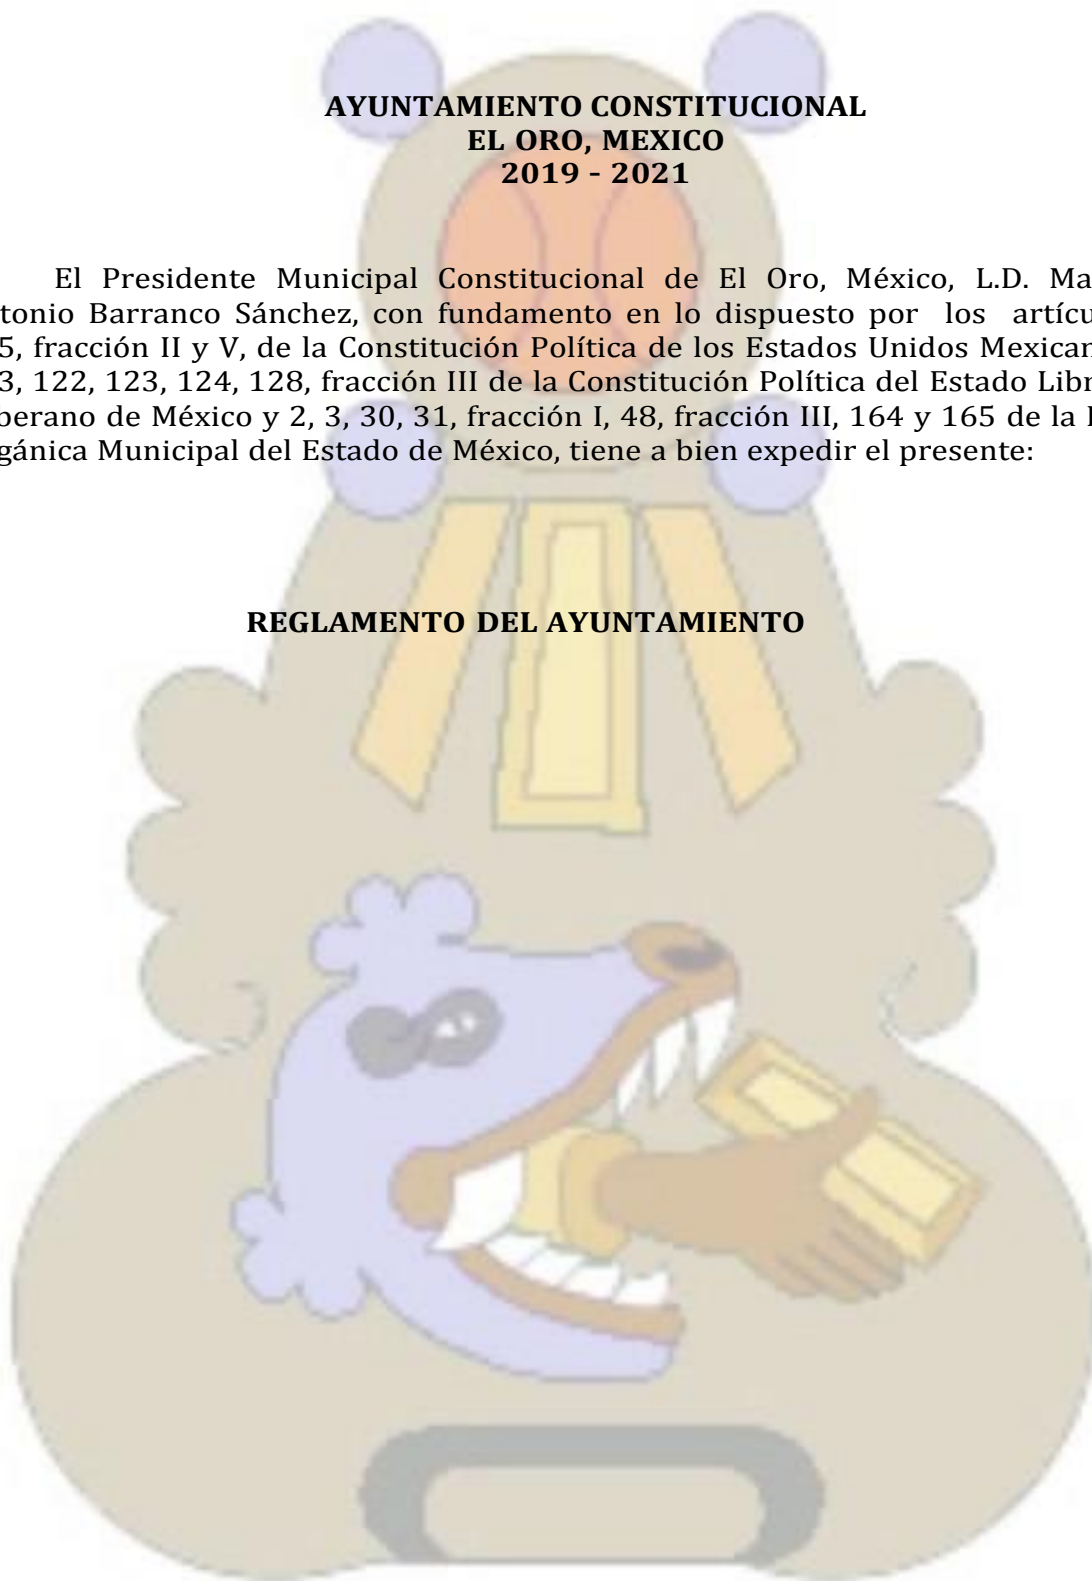 AYUNTAMIENTO CONSTITUCIONAL
EL ORO, MEXICO
2019 - 2021
El Presidente Municipal Constitucional de El Oro, México, L.D. Ma
tonio Barranco Sánchez, con fundamento en lo dispuesto por los artícu
5, fracción II y V, de la Constitución Política de los Estados Unidos Mexican
3, 122, 123, 124, 128, fracción III de la Constitución Política del Estado Libr
berano de México y 2, 3, 30, 31, fracción I, 48, fracción III, 164 y 165 de la
gánica Municipal del Estado de México, tiene a bien expedir el presente:
REGLAMENTO DEL AYUNTAMIENTO